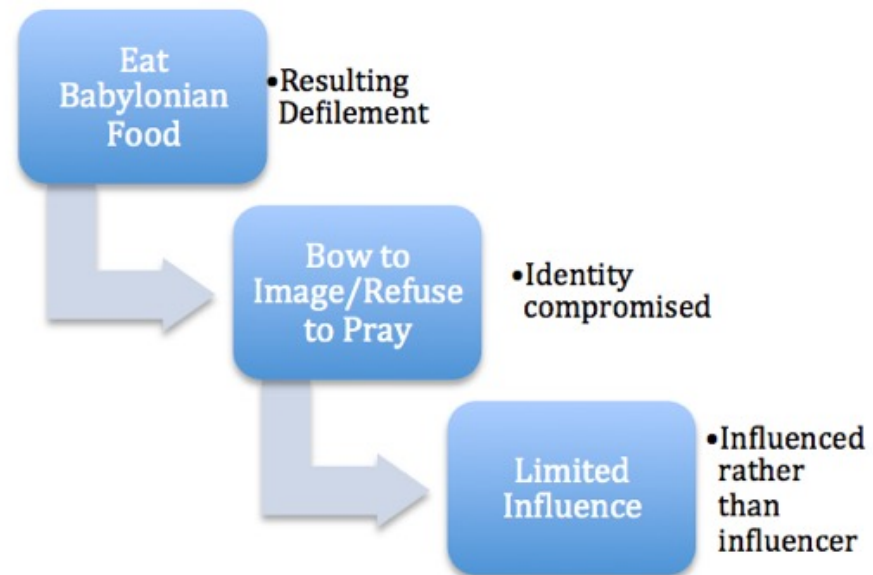 Eat
Babylonian
Food
•Resulting
Defilement
Bow to
Image/Refuse
to Pray
•Identity
compromised
Limited
Influence
•Influenced
rather
than
influencer